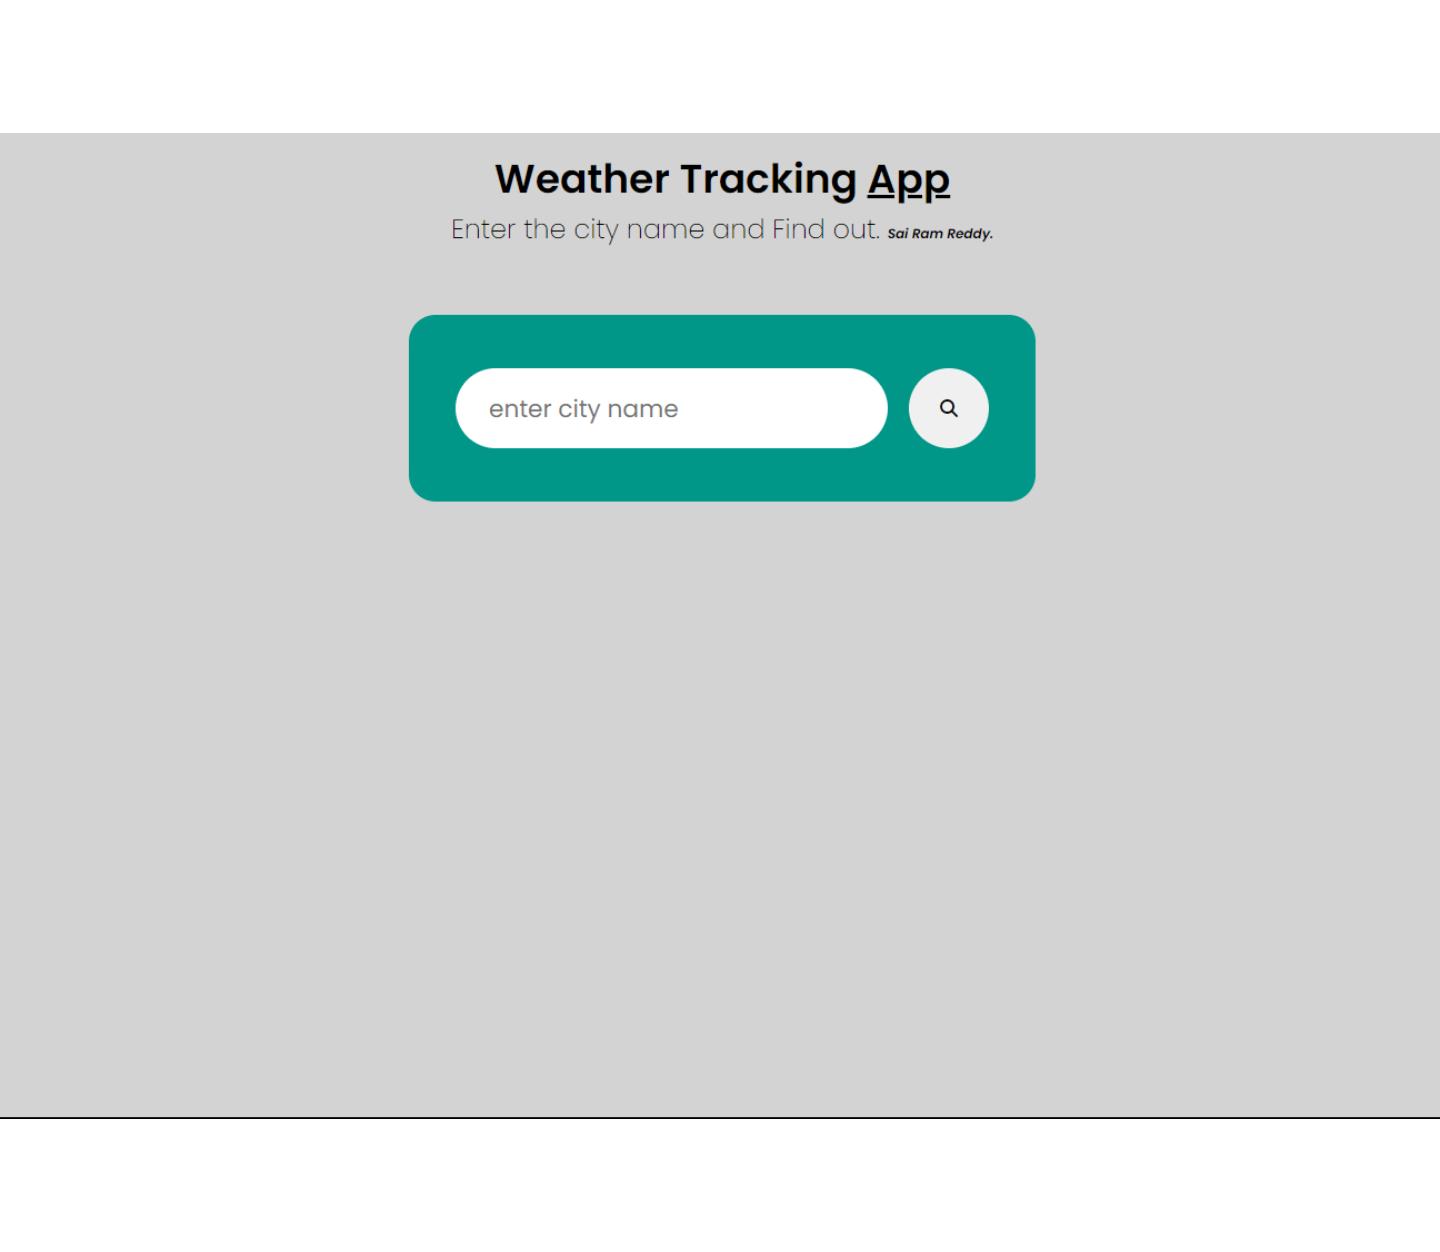 Weather Tracking App
Enter the city name and Find out. Sai Ram Reddy.
enter city name